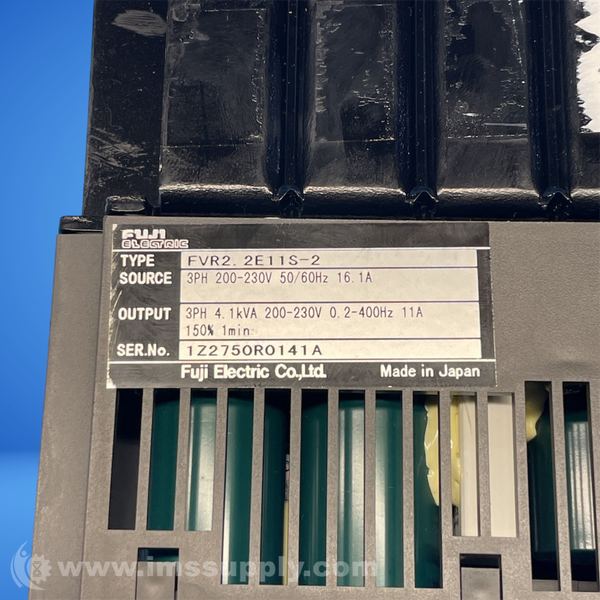 FUJI
ELECTRIC
TYPE FVR2.2E11S-2
SOURCE 3PH 200-230V 50/60Hz 16.1A
OUTPUT 3PH 4.1kVA 200-230V 0.2-400Hz 11A
150% 1min
SER.No. 1Z2750R0141A
Fuji Electric Co.,Ltd. Made in Japan
www.imssupply.com